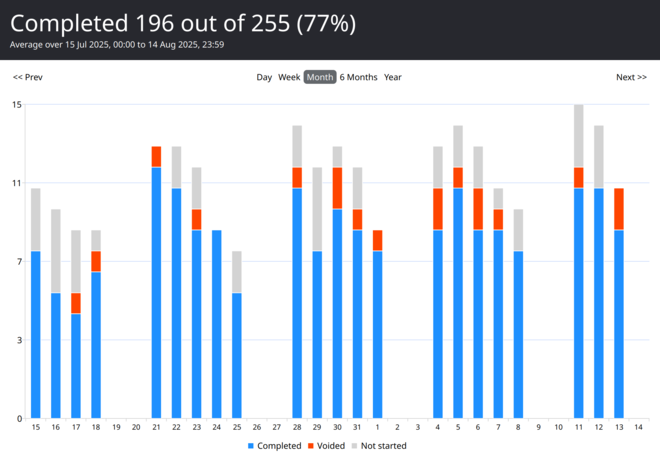 Completed 196 out of 255 (77%)
Average over 15 Jul 2025, 00:00 to 14 Aug 2025, 23:59
<< Prev Day Week Month 6 Months Year Next >>
15
11
7
3
0
15 16 17 18 19 20 21 22 23 24 25 26 27 28 29 30 31 1 2 3 4 5 6 7 8 9 10 11 12 13 14
Completed Voided Not started